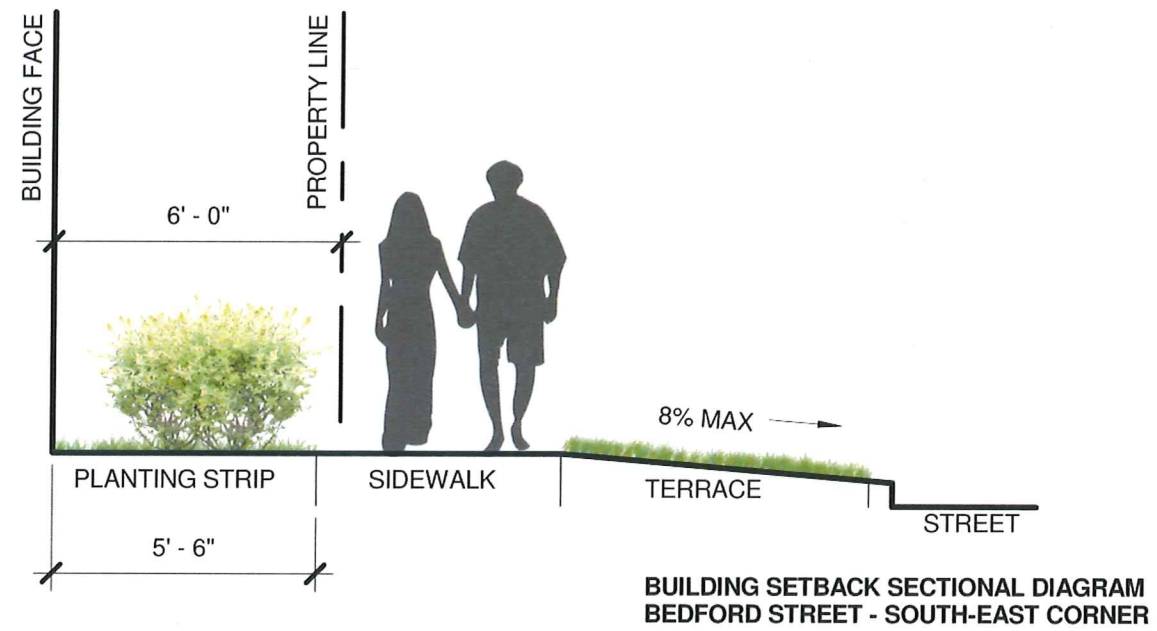 BUILDING FACE
PROPERTY LINE
6' - 0"
8% MAX
PLANTING STRIP
SIDEWALK
TERRACE
STREET
5' - 6"
BUILDING SETBACK SECTIONAL DIAGRAM
BEDFORD STREET - SOUTH-EAST CORNER